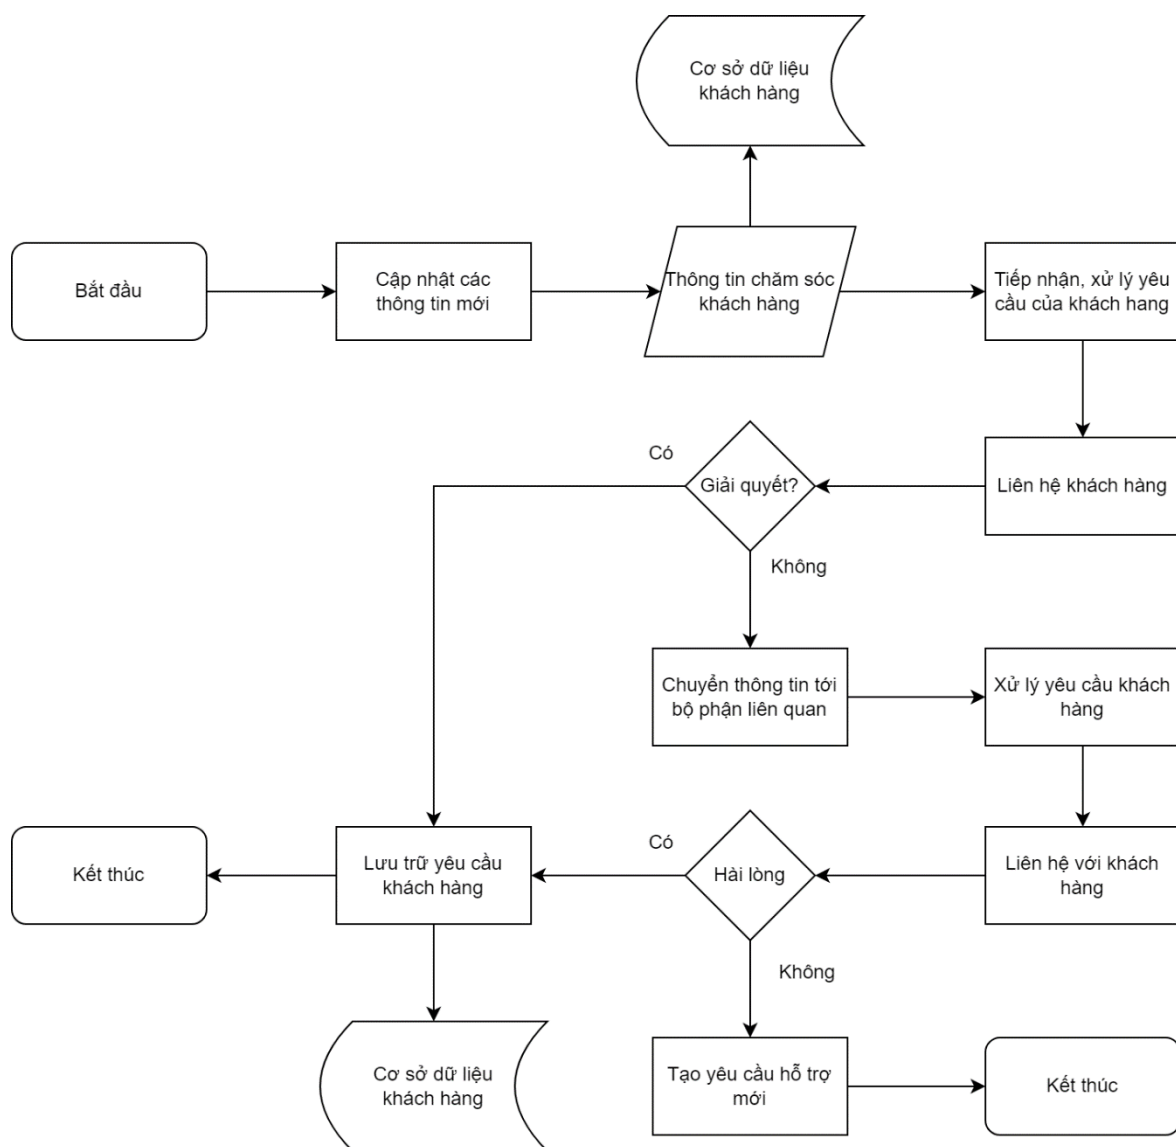 Cơ sở dữ liệu
khách hàng
Bắt đầu
Cập nhật các
thông tin mới
Thông tin chăm sóc
khách hàng
Tiếp nhận, xử lý yêu
cầu của khách hang
Có
Giải quyết?
Liên hệ khách hàng
Không
Chuyển thông tin tới
bộ phận liên quan
Xử lý yêu cầu khách
hàng
Kết thúc
Lưu trữ yêu cầu
khách hàng
Có
Hài lòng
Liên hệ với khách
hàng
Không
Cơ sở dữ liệu
khách hàng
Tạo yêu cầu hỗ trợ
mới
Kết thúc